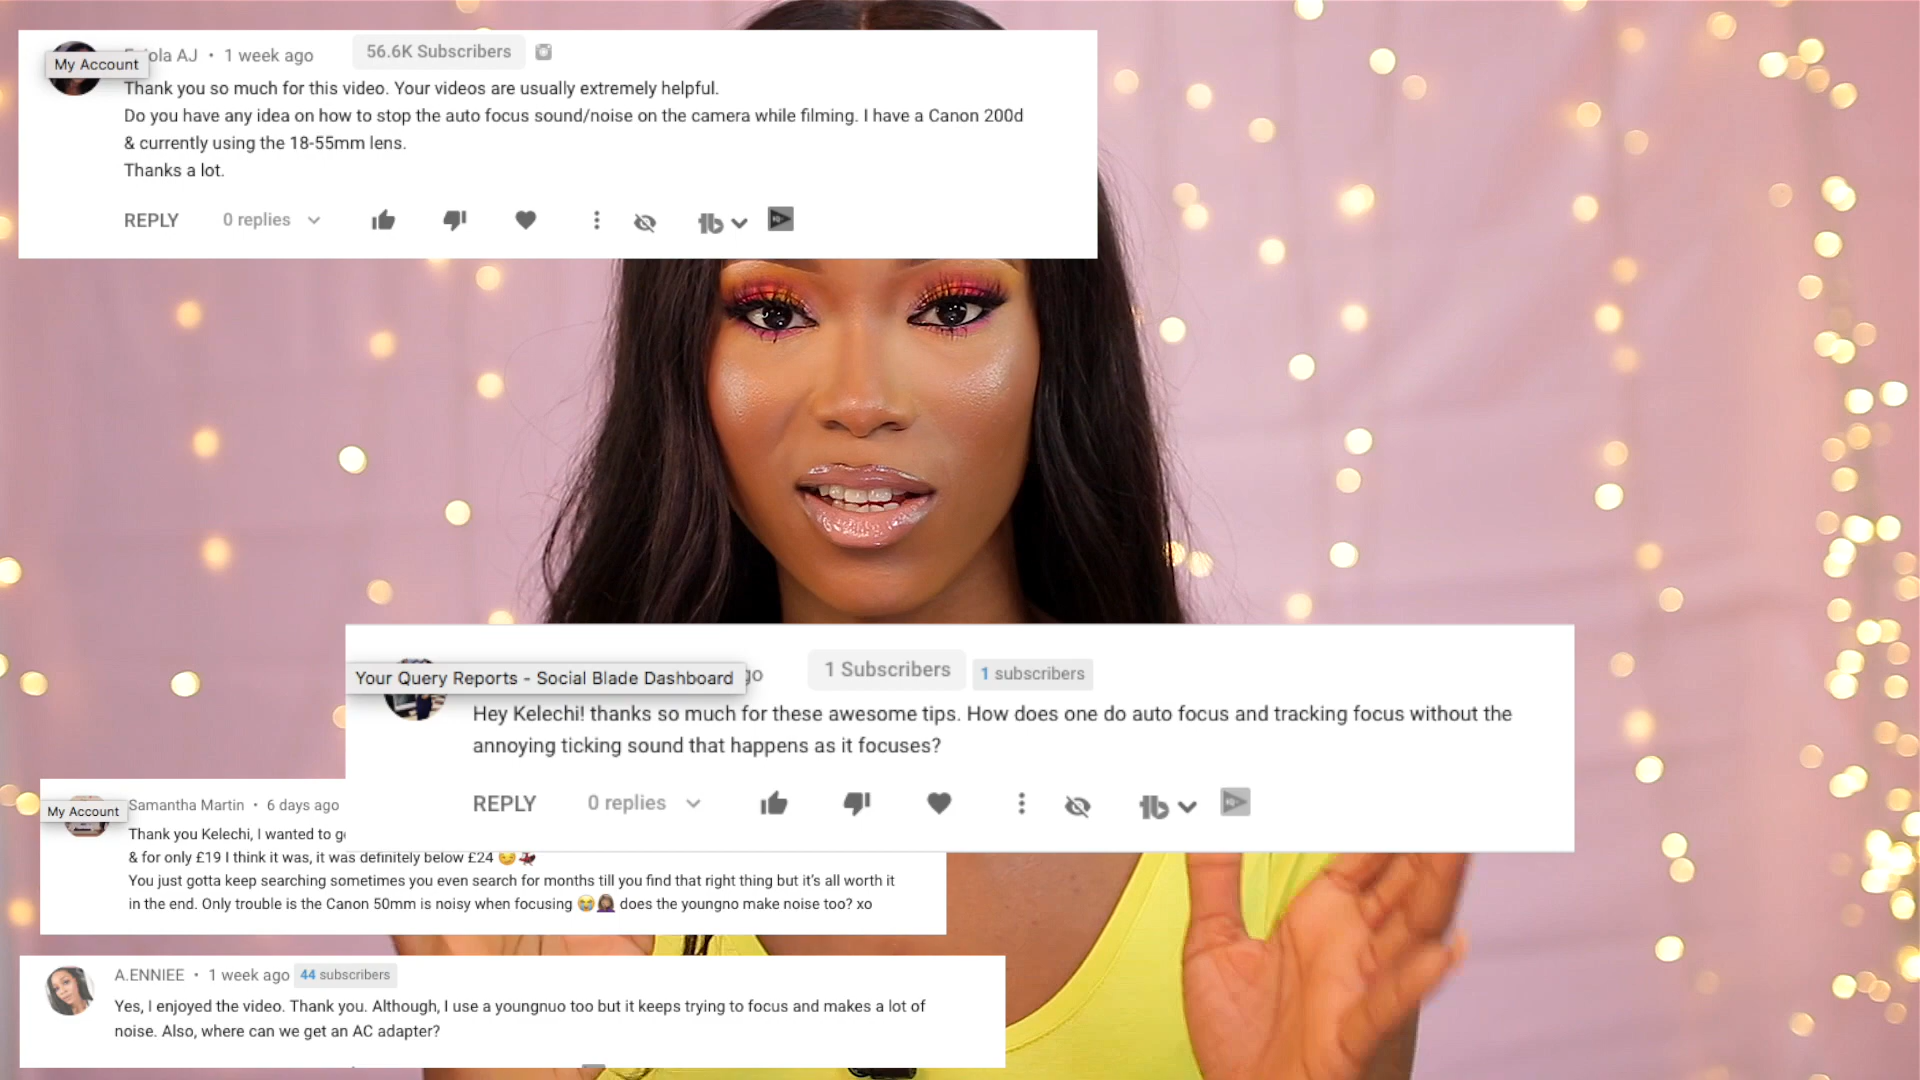 My Account
ola AJ • 1 week ago 56.6K Subscribers
Thank you so much for this video. Your videos are usually extremely helpful.
Do you have any idea on how to stop the auto focus sound/noise on the camera while filming. I have a Canon 200d
& currently using the 18-55mm lens.
Thanks a lot.
REPLY 0 replies
Your Query Reports - Social Blade Dashboard go 1 Subscribers 1 subscribers
Hey Kelechi! thanks so much for these awesome tips. How does one do auto focus and tracking focus without the
annoying ticking sound that happens as it focuses?
REPLY 0 replies
My Account
Samantha Martin • 6 days ago
Thank you Kelechi, I wanted to
& for only £19 I think it was, it was definitely below £24 😏💃🏿
You just gotta keep searching sometimes you even search for months till you find that right thing but it's all worth it
in the end. Only trouble is the Canon 50mm is noisy when focusing 😭🤦🏽‍♀️ does the youngno make noise too? xo
A.ENNIEE • 1 week ago 44 subscribers
Yes, I enjoyed the video. Thank you. Although, I use a youngnuo too but it keeps trying to focus and makes a lot of
noise. Also, where can we get an AC adapter?